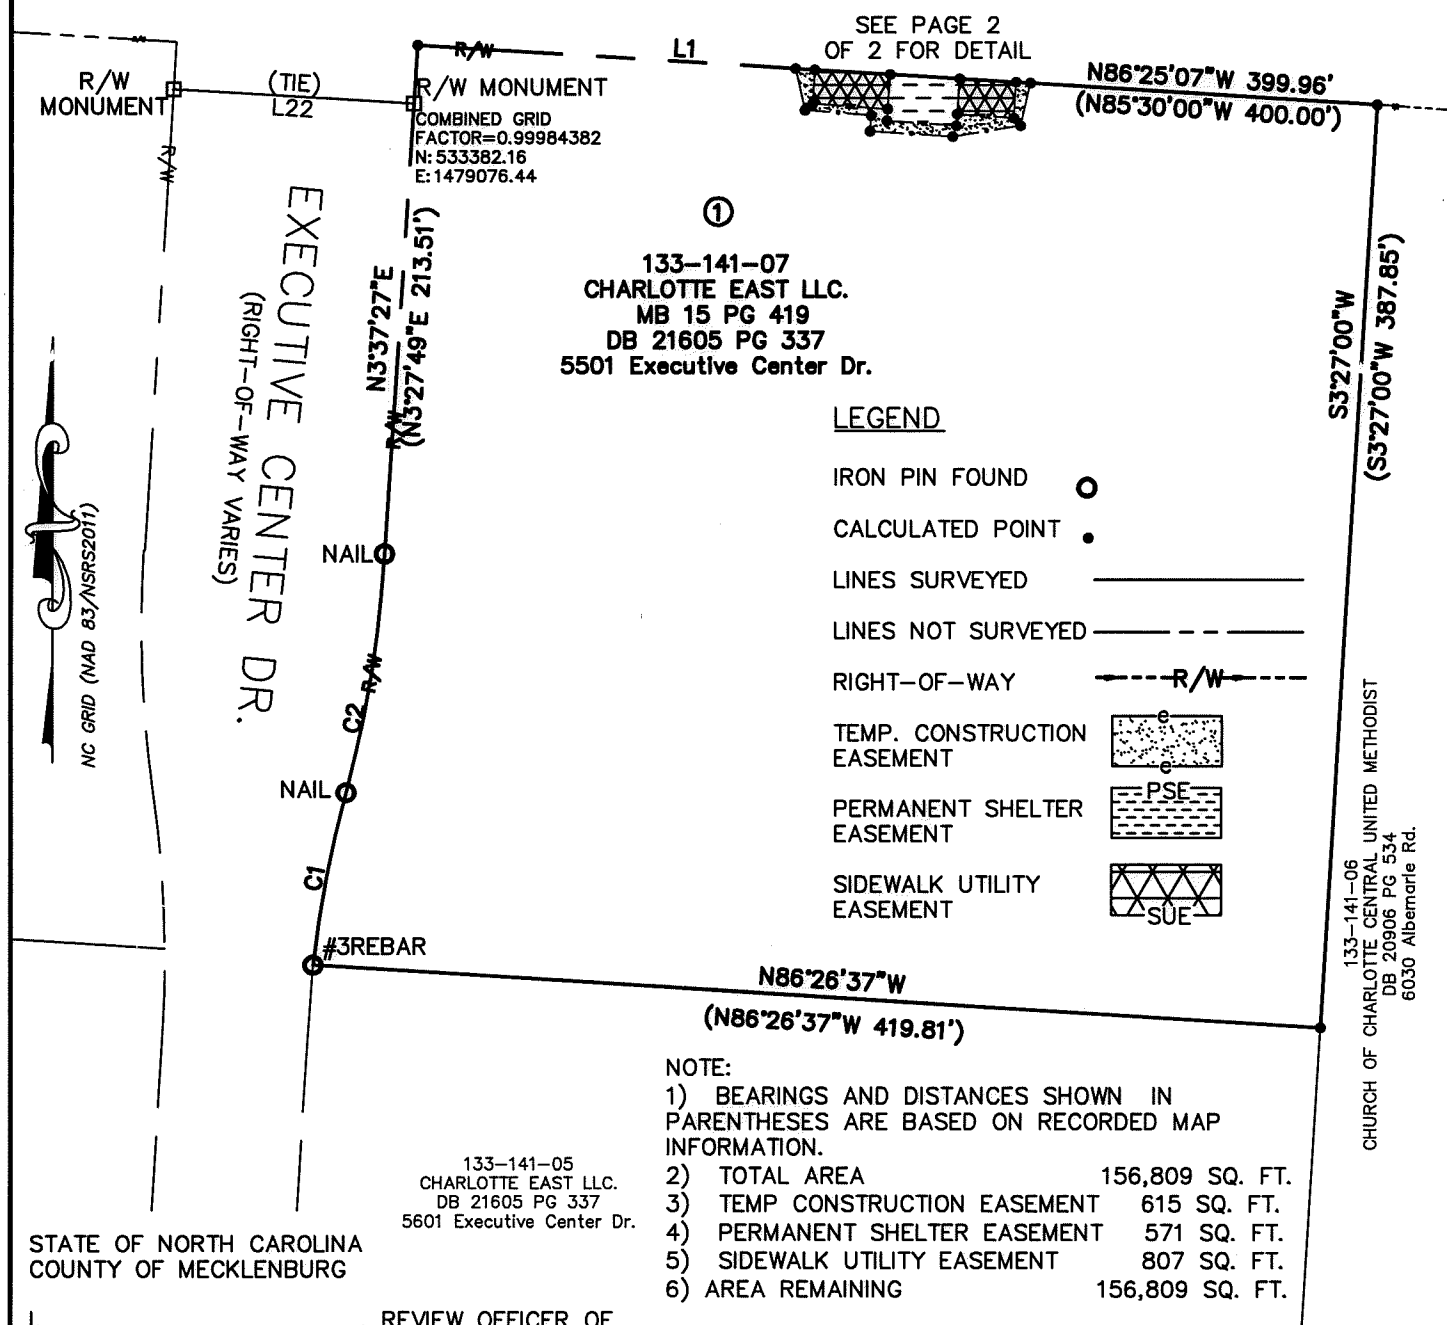 SEE PAGE 2
OF 2 FOR DETAIL
R/W
L1
N86°25'07"W 399.96'
(N85°30'00"W 400.00')
R/W
MONUMENT
(TIE)
L22
R/W MONUMENT
COMBINED GRID
FACTOR=0.99984382
N: 533382.16
E: 1479076.44
R/W
EXECUTIVE CENTER DR.
(RIGHT-OF-WAY VARIES)
N3°37'27"E
(N3°27'49"E 213.51')
R/W
1
133-141-07
CHARLOTTE EAST LLC.
MB 15 PG 419
DB 21605 PG 337
5501 Executive Center Dr.
S3°27'00"W
(S3°27'00"W 387.85')
NC GRID (NAD 83/NSRS2011)
NAIL
R/W
C2
NAIL
C1
#3REBAR
LEGEND
IRON PIN FOUND
CALCULATED POINT
LINES SURVEYED
LINES NOT SURVEYED
RIGHT-OF-WAY
R/W
TEMP. CONSTRUCTION
EASEMENT
e
e
PERMANENT SHELTER
EASEMENT
PSE
SIDEWALK UTILITY
EASEMENT
SUE
133-141-06
CHURCH OF CHARLOTTE CENTRAL UNITED METHODIST
DB 20906 PG 534
6030 Albemarle Rd.
N86°26'37"W
(N86°26'37"W 419.81')
NOTE:
1) BEARINGS AND DISTANCES SHOWN IN
PARENTHESES ARE BASED ON RECORDED MAP
INFORMATION.
2) TOTAL AREA 156,809 SQ. FT.
3) TEMP CONSTRUCTION EASEMENT 615 SQ. FT.
4) PERMANENT SHELTER EASEMENT 571 SQ. FT.
5) SIDEWALK UTILITY EASEMENT 807 SQ. FT.
6) AREA REMAINING 156,809 SQ. FT.
133-141-05
CHARLOTTE EAST LLC.
DB 21605 PG 337
5601 Executive Center Dr.
STATE OF NORTH CAROLINA
COUNTY OF MECKLENBURG
I REVIEW OFFICER OF